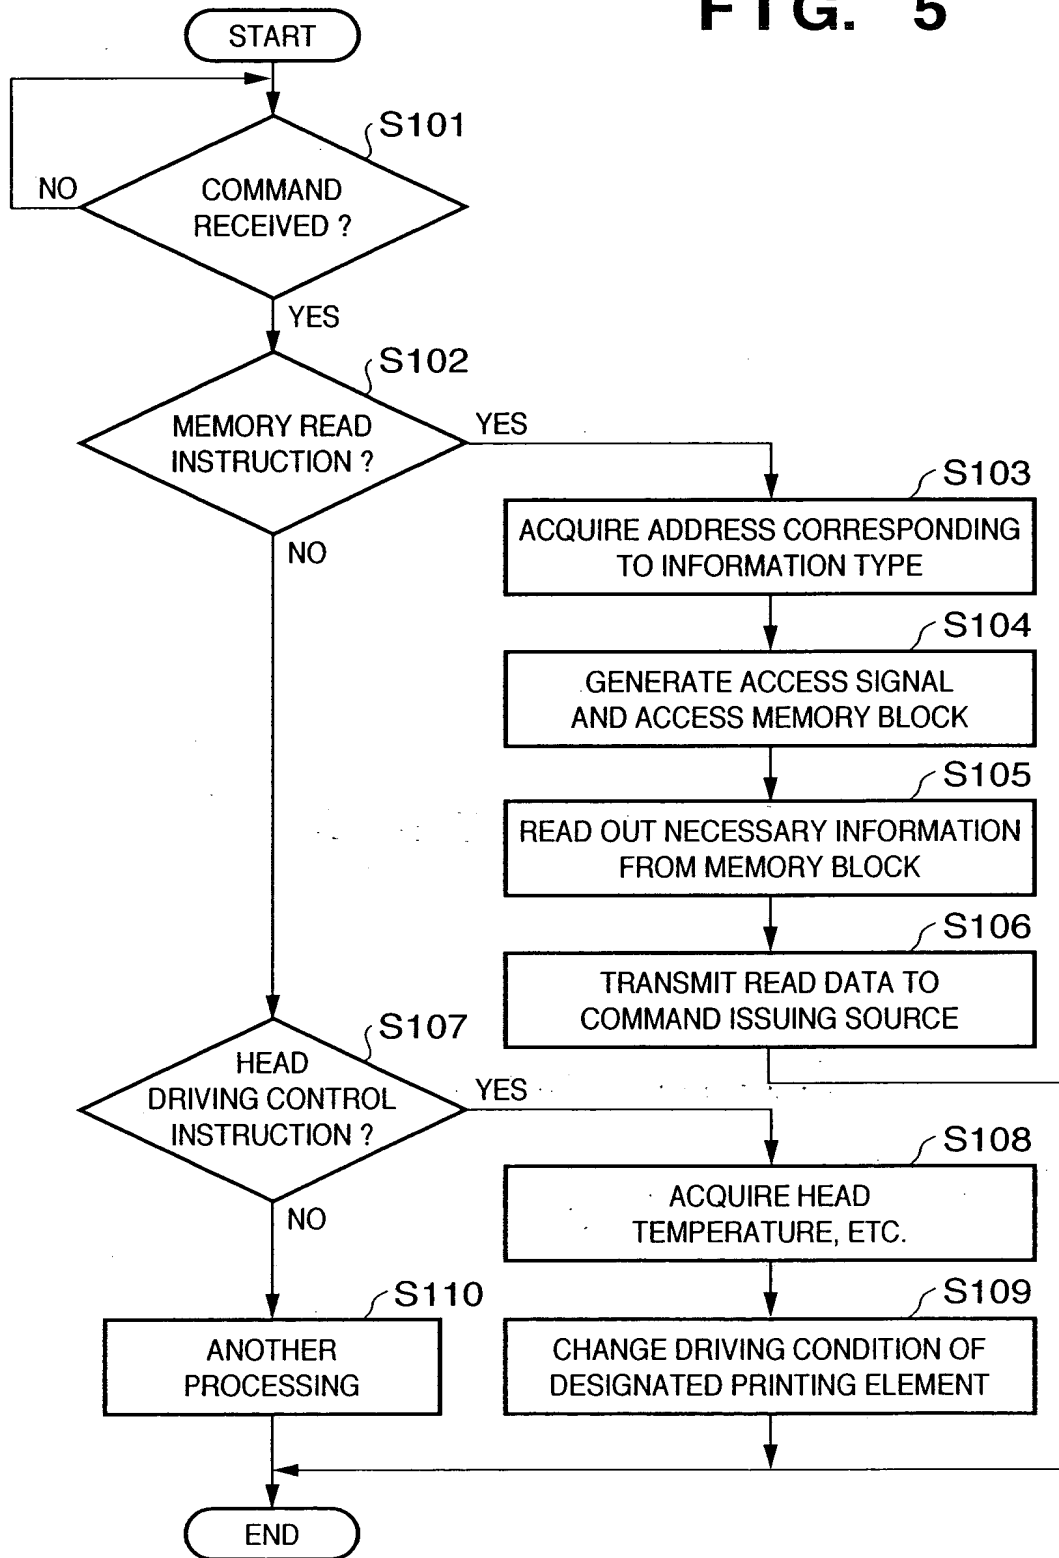 FIG. 5
START
S101
NO
COMMAND
RECEIVED ?
YES
S102
MEMORY READ
INSTRUCTION ?
YES
NO
S103
ACQUIRE ADDRESS CORRESPONDING
TO INFORMATION TYPE
S104
GENERATE ACCESS SIGNAL
AND ACCESS MEMORY BLOCK
S105
READ OUT NECESSARY INFORMATION
FROM MEMORY BLOCK
S106
TRANSMIT READ DATA TO
COMMAND ISSUING SOURCE
S107
HEAD
DRIVING CONTROL
INSTRUCTION ?
YES
NO
S108
ACQUIRE HEAD
TEMPERATURE, ETC.
S109
CHANGE DRIVING CONDITION OF
DESIGNATED PRINTING ELEMENT
S110
ANOTHER
PROCESSING
END